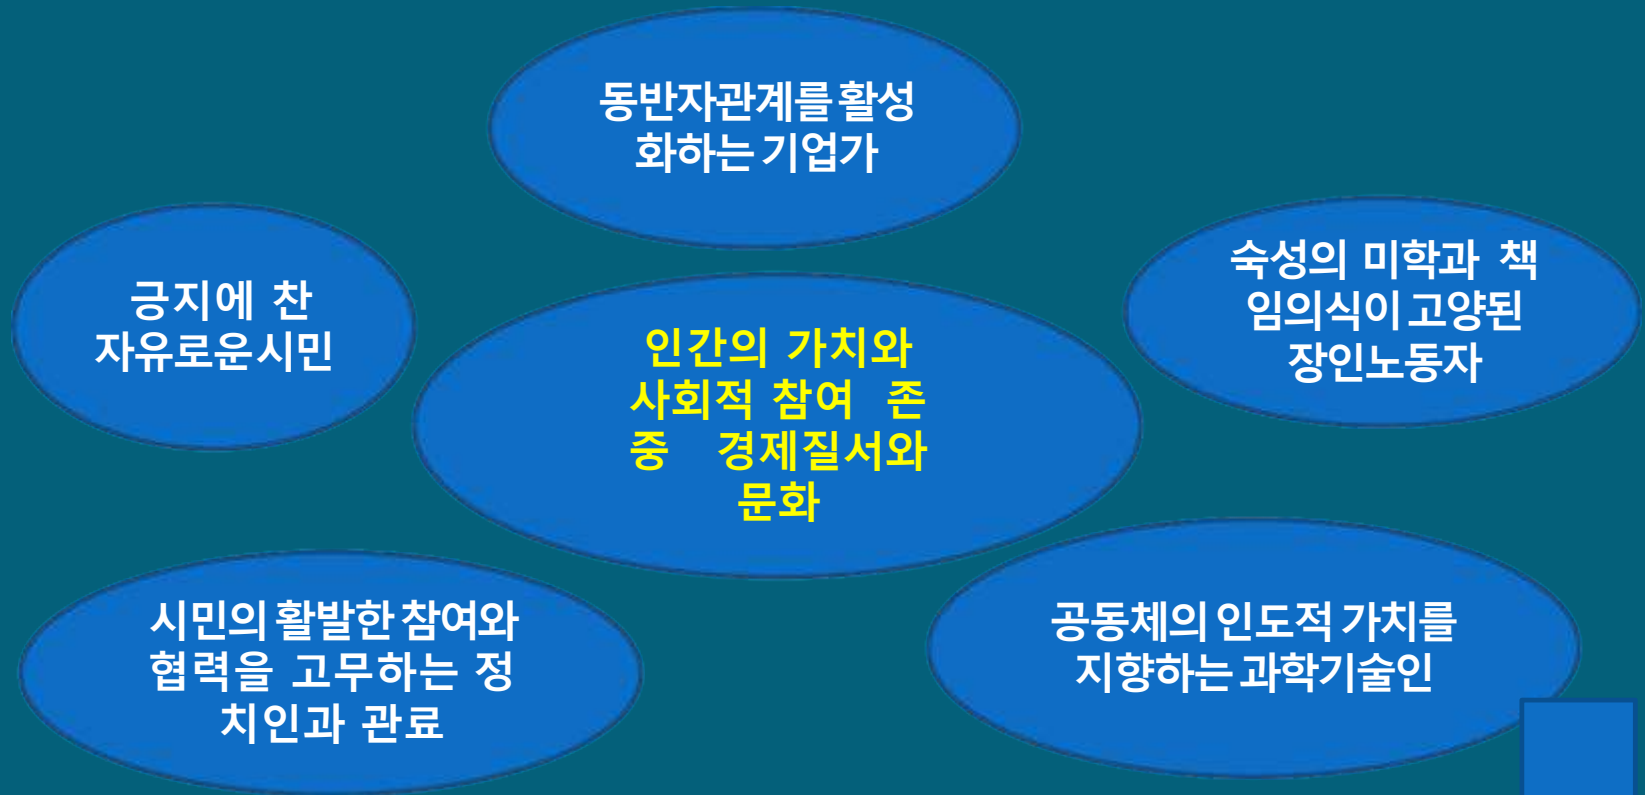 동반자관계를 활성
화하는 기업가
긍지에 찬
자유로운 시민
숙성의 미학과 책
임의식이 고양된
장인노동자
인간의 가치와
사회적 참여 존
중 경제질서와
문화
시민의 활발한 참여와
협력을 고무하는 정
치인과 관료
공동체의 인도적 가치를
지향하는 과학기술인